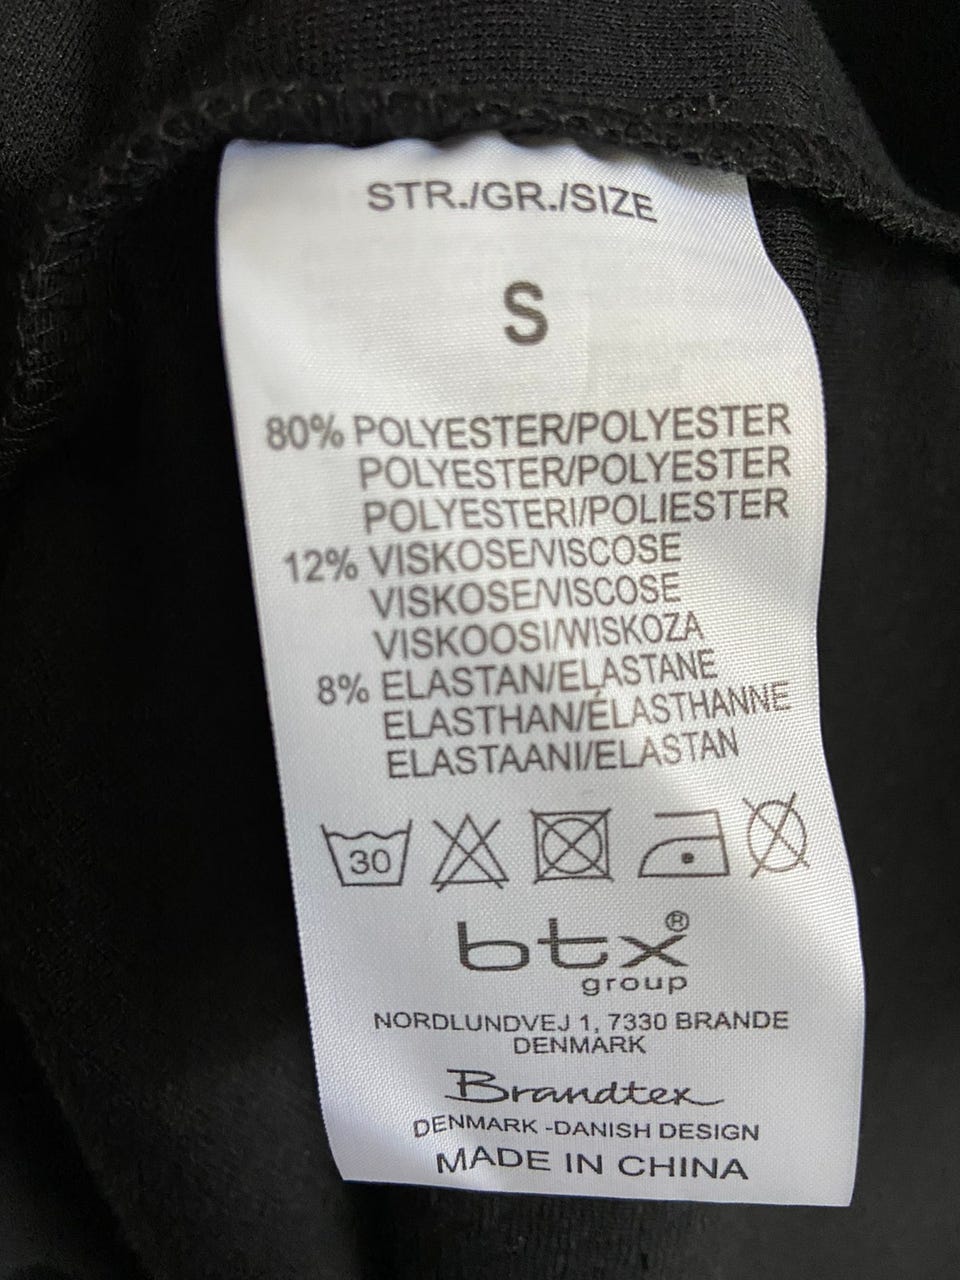 STR./GR./SIZE
S
80% POLYESTER/POLYESTER
POLYESTER/POLYESTER
POLYESTERI/POLIESTER
12% VISKOSE/VISCOSE
VISKOSE/VISCOSE
VISKOOSI/WISKOZA
8% ELASTAN/ELASTANE
ELASTHAN/ÉLASTHANNE
ELASTAANI/ELASTAN
30
btx®
group
NORDLUNDVEJ 1, 7330 BRANDE
DENMARK
Brandtex
DENMARK -DANISH DESIGN
MADE IN CHINA